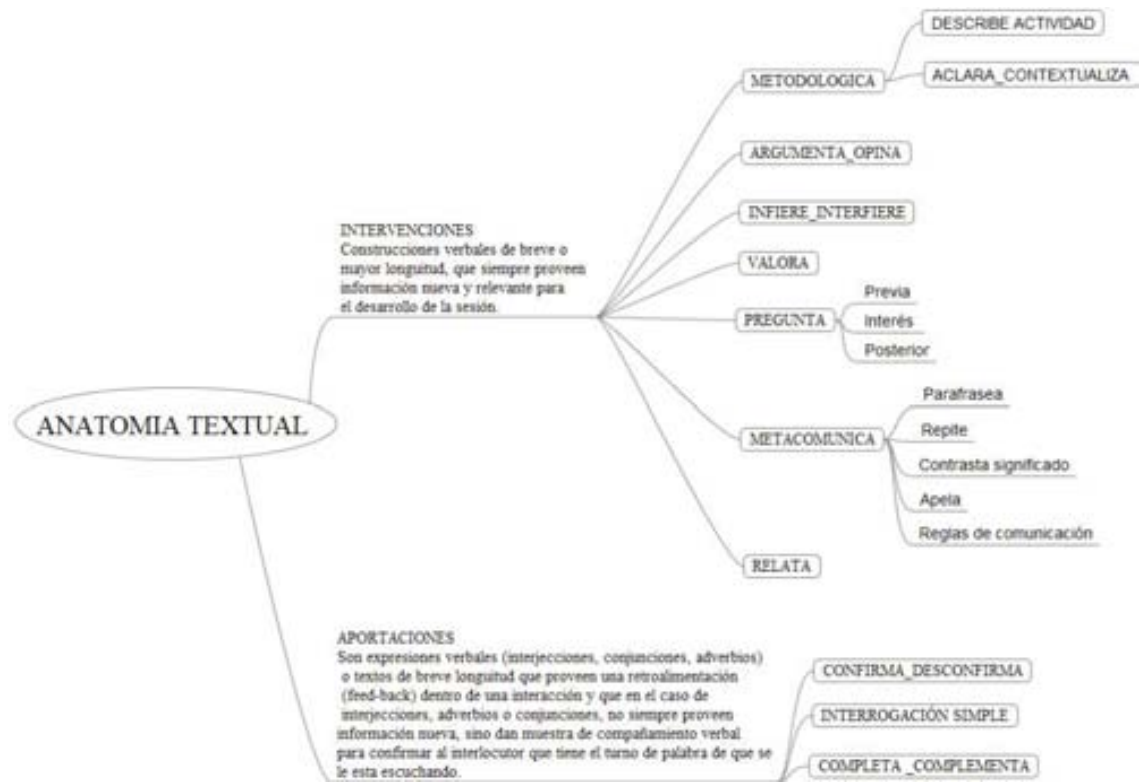 ANATOMIA TEXTUAL
INTERVENCIONES
Construcciones verbales de breve o
mayor longuitud, que siempre proveen
información nueva y relevante para
el desarrollo de la sesión.
METODOLOGICA
DESCRIBE ACTIVIDAD
ACLARA_CONTEXTUALIZA
ARGUMENTA_OPINA
INFIERE_INTERFIERE
VALORA
PREGUNTA
Previa
Interés
Posterior
METACOMUNICA
Parafrasea
Repite
Contrasta significado
Apela
Reglas de comunicación
RELATA
APORTACIONES
Son expresiones verbales (interjecciones, conjunciones, adverbios)
o textos de breve longuitud que proveen una retroalimentación
(feed-back) dentro de una interacción y que en el caso de
interjecciones, adverbios o conjunciones, no siempre proveen
información nueva, sino dan muestra de compañamiento verbal
para confirmar al interlocutor que tiene el turno de palabra de que se
le esta escuchando.
CONFIRMA_DESCONFIRMA
INTERROGACIÓN SIMPLE
COMPLETA _COMPLEMENTA